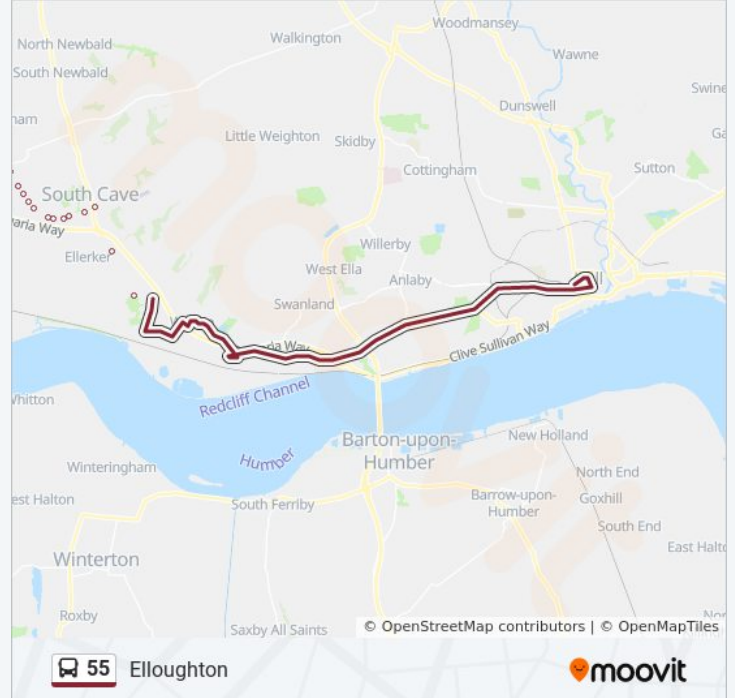 Woodmansey
North Newbald
Walkington
Wawne
South Newbald
Swine
Dunswell
Little Weighton
Skidby
Cottingham
Sutton
South Cave
Willerby
Ellerker
West Ella
Anlaby
Swanland
Clive Sullivan Way
Redcliff Channel
Humber
Barton-upon-
Humber
New Holland
Winteringham
North End
Barrow-upon-
Humber
Goxhill
South Ferriby
South End
Winterton
Roxby
Saxby All Saints
© OpenStreetMap contributors | © OpenMapTiles
55 Elloughton
moovit